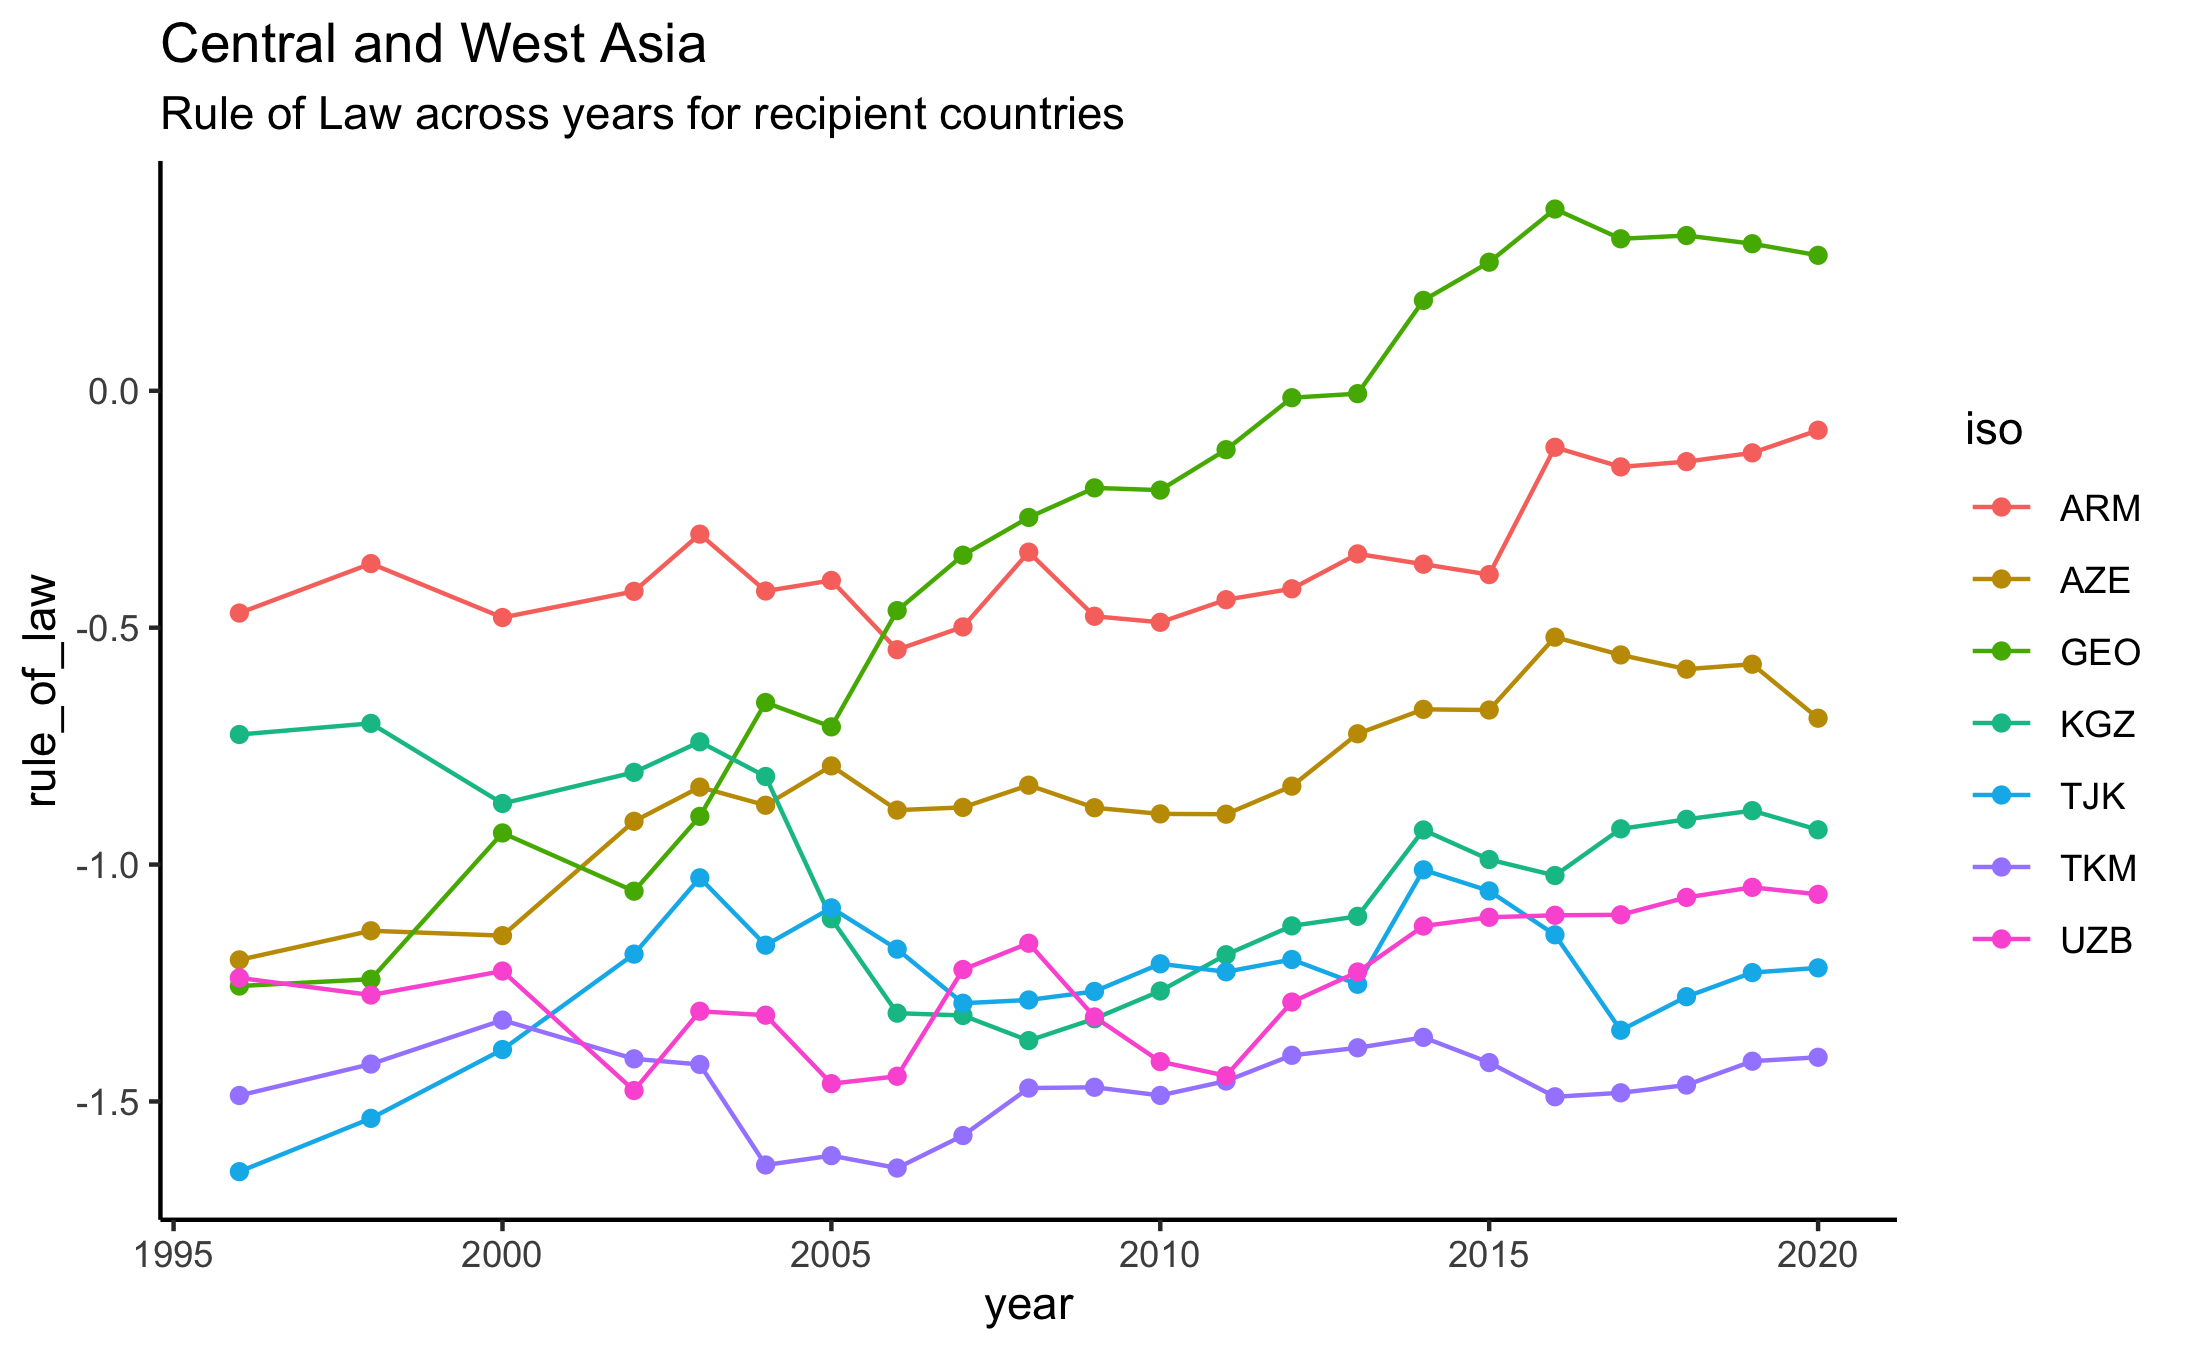 Central and West Asia
Rule of Law across years for recipient countries
rule_of_law
0.0
-0.5
-1.0
-1.5
1995 2000 2005 2010 2015 2020
year
iso
ARM
AZE
GEO
KGZ
TJK
TKM
UZB